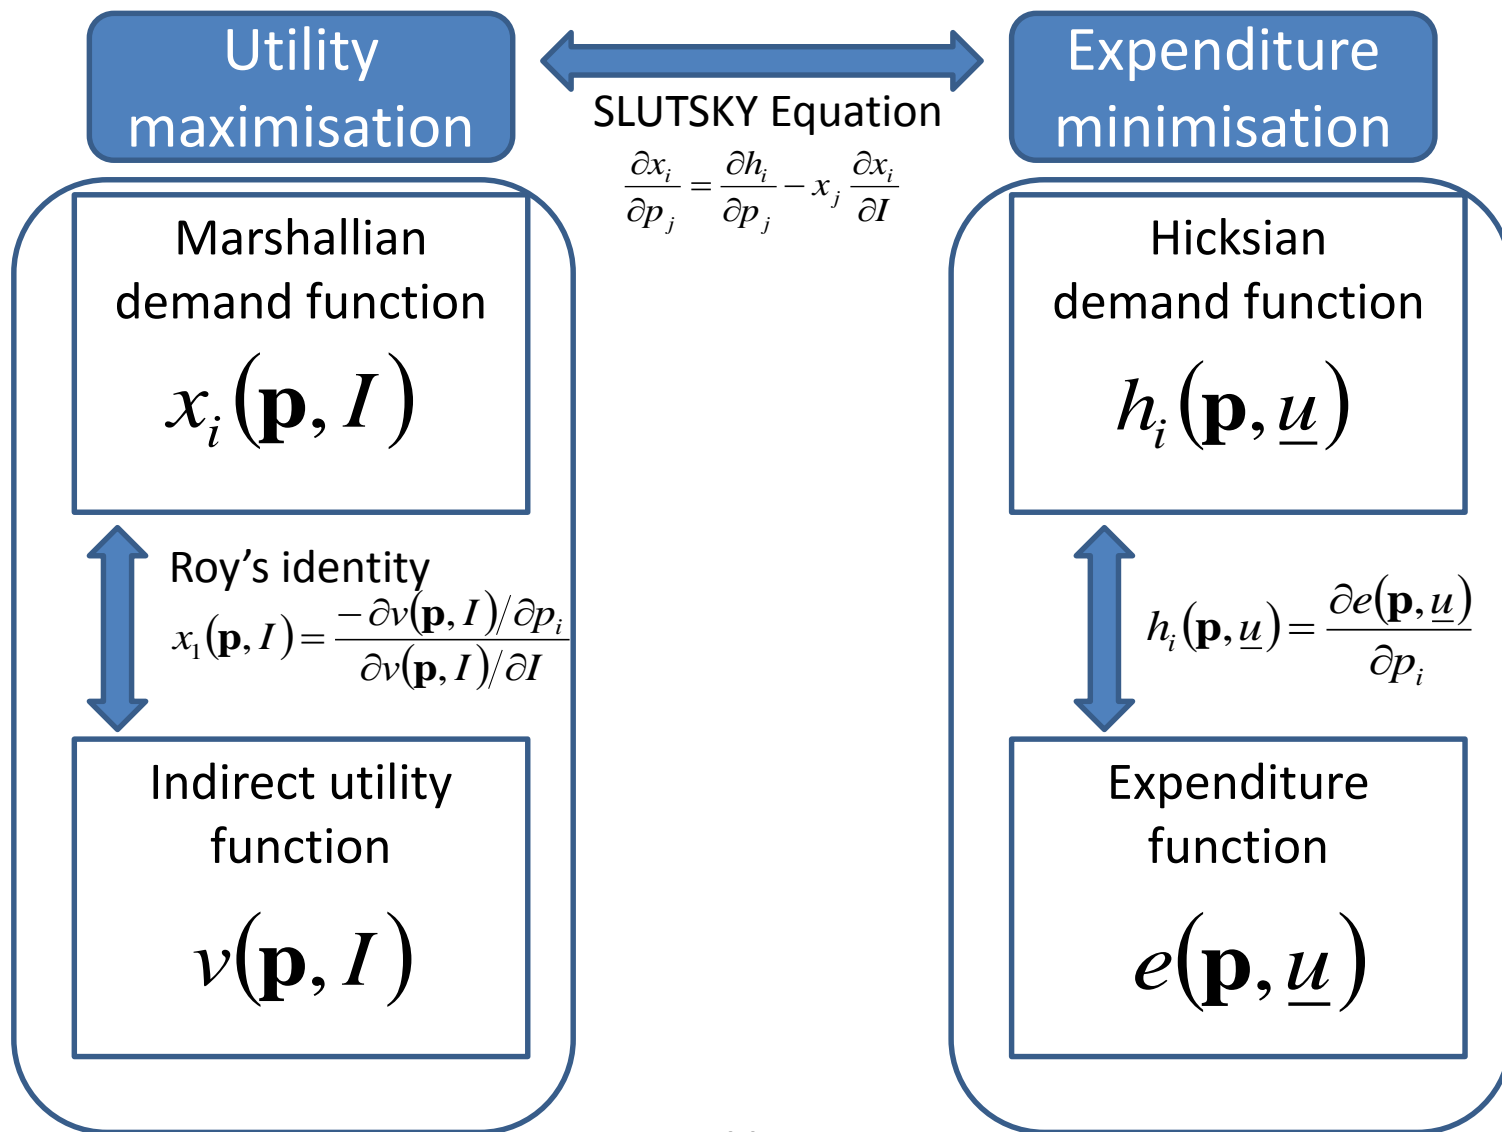 Utility
maximisation
SLUTSKY Equation
∂x_i/∂p_j = ∂h_i/∂p_j − x_j ∂x_i/∂I
Expenditure
minimisation
Marshallian
demand function
x_i(p, I)
Roy’s identity
x_1(p, I) = −∂v(p, I)/∂p_i / ∂v(p, I)/∂I
Indirect utility
function
v(p, I)
Hicksian
demand function
h_i(p, u)
h_i(p, u) = ∂e(p, u)/∂p_i
Expenditure
function
e(p, u)